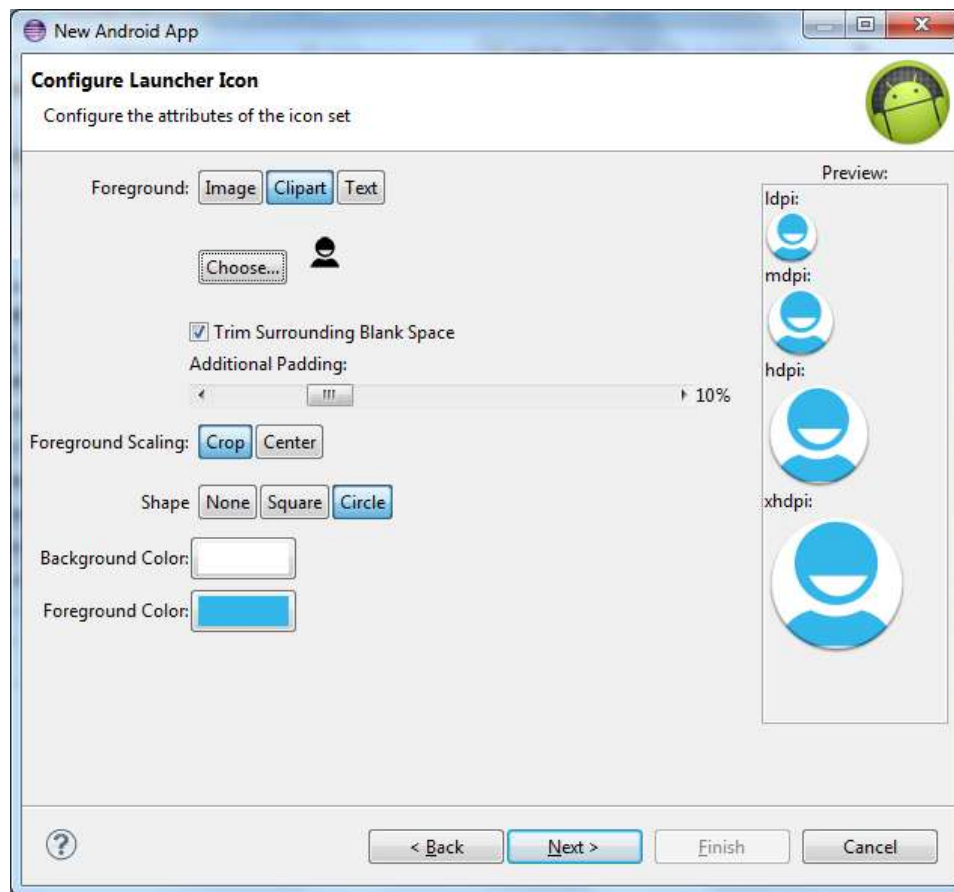 New Android App
Configure Launcher Icon
Configure the attributes of the icon set
Foreground: Image Clipart Text
Choose...
Trim Surrounding Blank Space
Additional Padding:
10%
Foreground Scaling: Crop Center
Shape None Square Circle
Background Color:
Foreground Color:
Preview:
ldpi:
mdpi:
hdpi:
xhdpi:
< Back Next > Finish Cancel